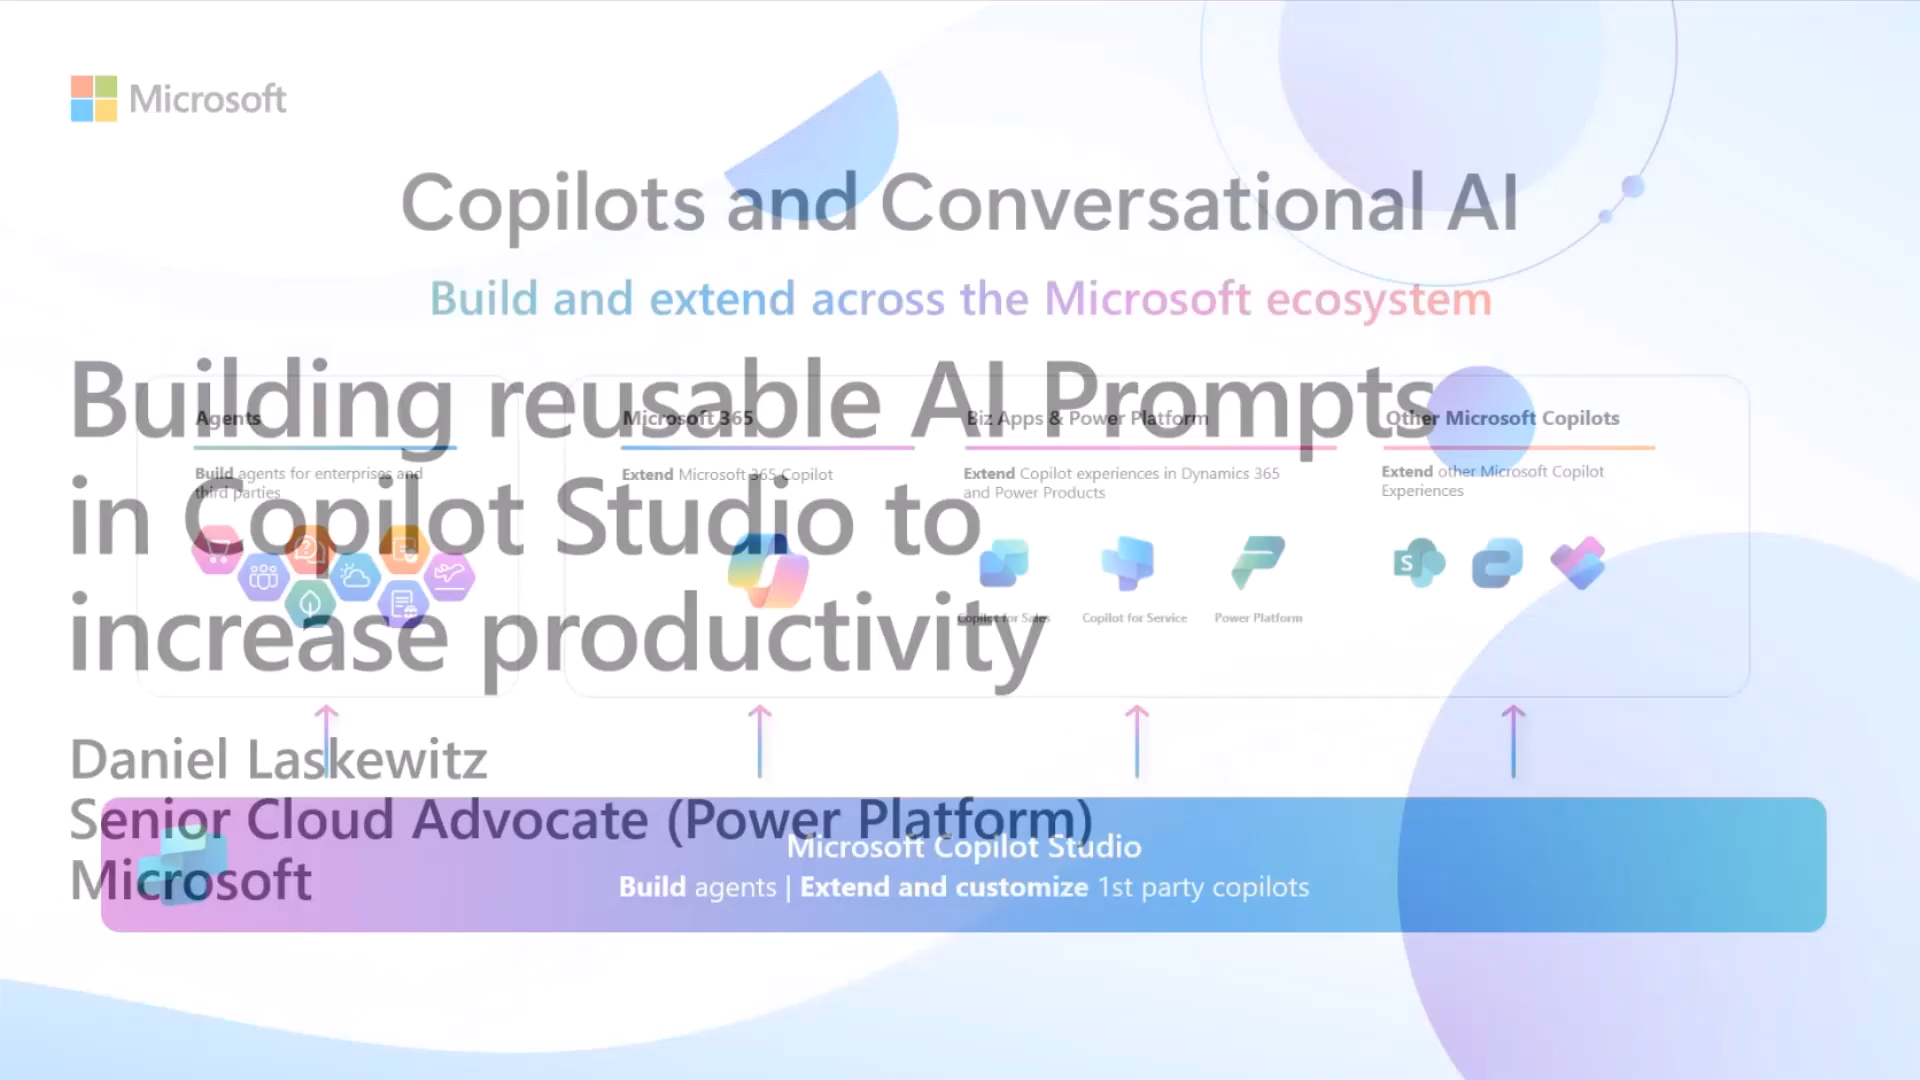 Microsoft
Copilots and Conversational AI
Build and extend across the Microsoft ecosystem
Building reusable AI Prompts
in Copilot Studio to
increase productivity
Daniel Laskewitz
Senior Cloud Advocate (Power Platform)
Microsoft
Agents
Build agents for enterprises and
third parties
Microsoft 365
Extend Microsoft 365 Copilot
Biz Apps & Power Platform
Extend Copilot experiences in Dynamics 365
and Power Products
Copilot for Sales
Copilot for Service
Power Platform
Other Microsoft Copilots
Extend other Microsoft Copilot
Experiences
S
Microsoft Copilot Studio
Build agents | Extend and customize 1st party copilots